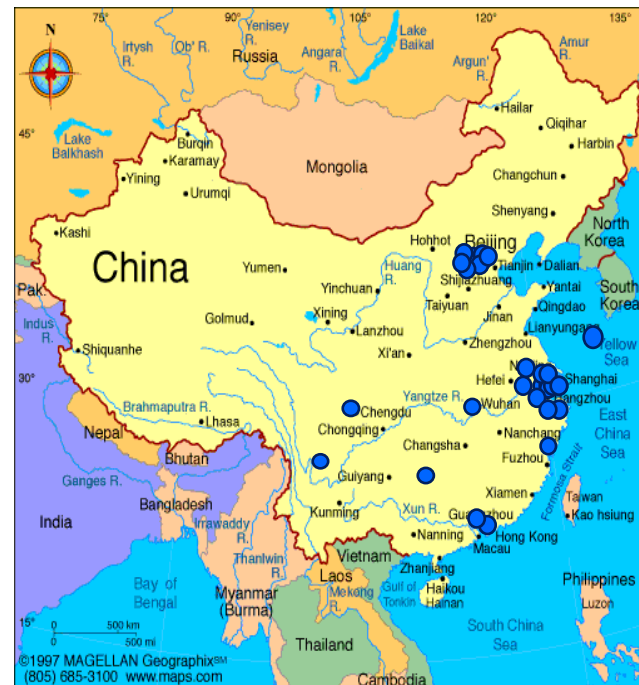 75°
90°
105°
120°
135°
N
Irtysh
R.
Ob' R.
Yenisey
R.
Angara
R.
Lake
Baikal
Argun'
R.
Amur
R.
Russia
45°
Lake
Balkhash
Burqin
Karamay
Yining
Urumqi
Kashi
Mongolia
Hailar
Qiqihar
Harbin
Changchun
Shenyang
North
Korea
South
Korea
China
Yumen
Hohhot
Beijing
Tianjin
Dalian
Huang
R.
Shijiazhuang
Yantai
Yinchuan
Taiyuan
Pak.
Golmud
Xining
Lanzhou
Jinan
Qingdao
Indus
R.
Lianyungang
Zhengzhou
Yellow
Sea
Shiquanhe
Xi'an
30°
Hefei
Shanghai
Yangtze R.
Wuhan
Brahmaputra R.
Lhasa
Chengdu
Chongqing
East
China
Sea
Nepal
Bhutan
Changsha
Nanchang
Ganges R.
Guiyang
Fuzhou
Formosa Strait
Bangladesh
Kunming
Xiamen
Taiwan
India
Irrawaddy
R.
Xun R.
Kao hsiung
Nanning
Hong Kong
Macau
Thanlwin
R.
Vietnam
Zhanjiang
Laos
Philippines
Bay of
Bengal
Myanmar
(Burma)
Mekong
R.
Gulf of
Tonkin
Haikou
Hainan
Luzon
15°
0
500 km
0
500 mi
South China
Sea
Thailand
©1997 MAGELLAN Geographix℠
(805) 685-3100 www.maps.com
Cambodia